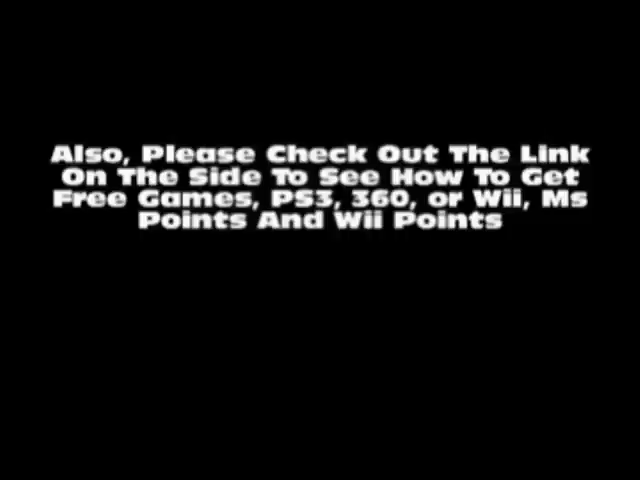 Also, Please Check Out The Link
On The Side To See How To Get
Free Games, PS3, 360, or Wii, Ms
Points And Wii Points